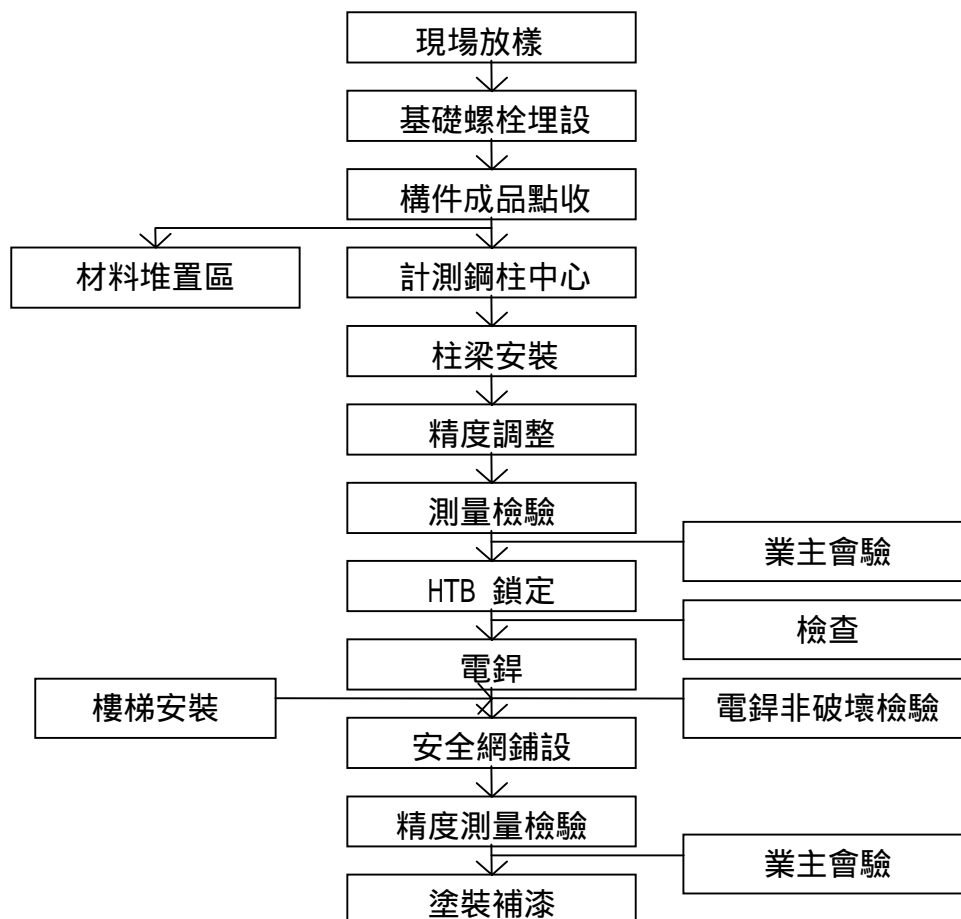 現場放樣
基礎螺栓埋設
構件成品點收
材料堆置區
計測鋼柱中心
柱梁安裝
精度調整
測量檢驗
業主會驗
HTB 鎖定
檢查
電銲
樓梯安裝
電銲非破壞檢驗
安全網鋪設
精度測量檢驗
業主會驗
塗裝補漆